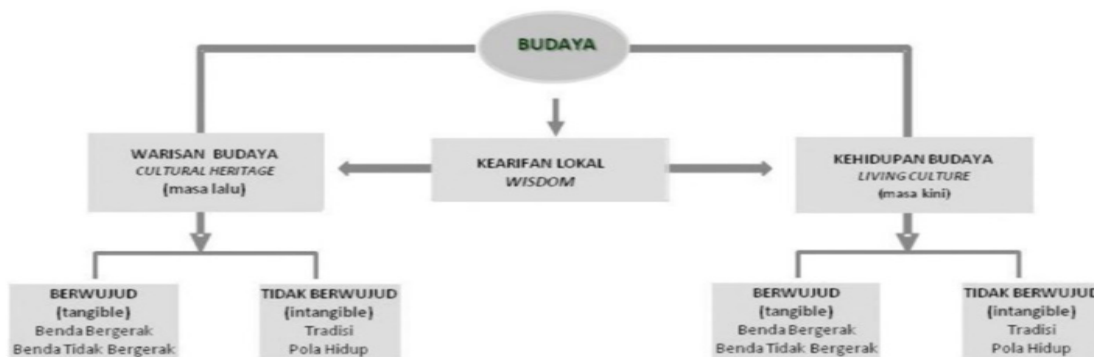 BUDAYA
WARISAN BUDAYA
CULTURAL HERITAGE
(masa lalu)
KEARIFAN LOKAL
WISDOM
KEHIDUPAN BUDAYA
LIVING CULTURE
(masa kini)
BERWUJUD
(tangible)
Benda Bergerak
Benda Tidak Bergerak
TIDAK BERWUJUD
(intangible)
Tradisi
Pola Hidup
BERWUJUD
(tangible)
Benda Bergerak
Benda Tidak Bergerak
TIDAK BERWUJUD
(intangible)
Tradisi
Pola Hidup